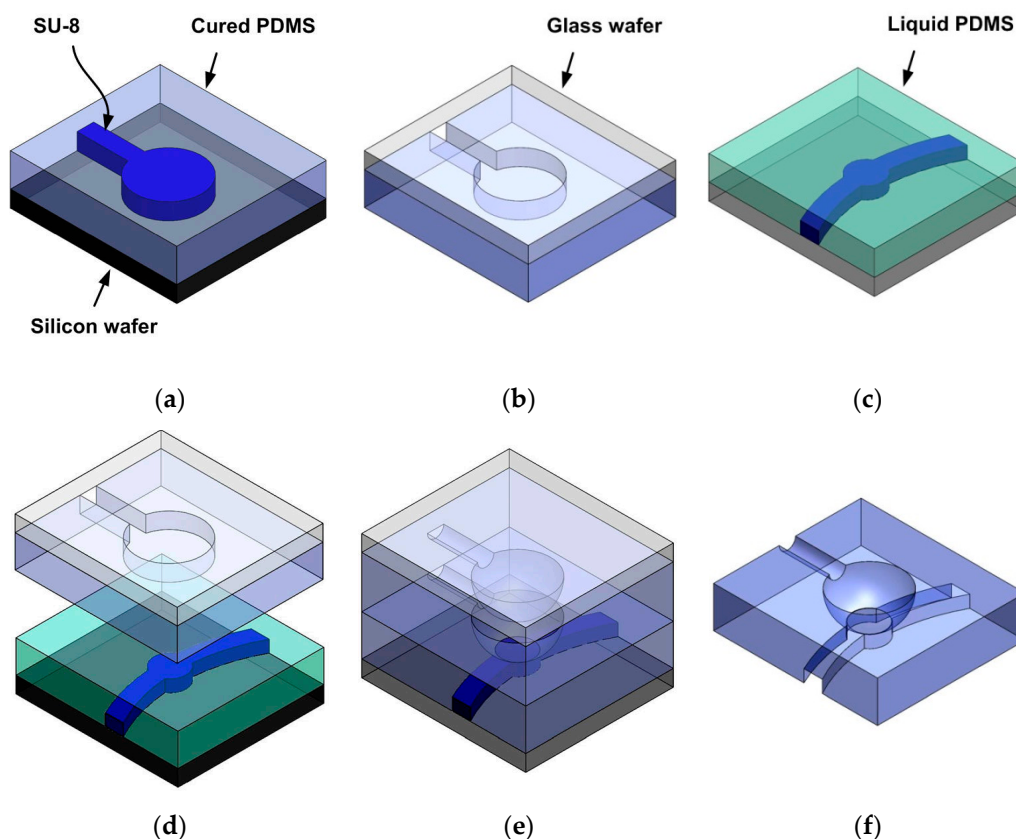 SU-8
Cured PDMS
Glass wafer
Liquid PDMS
Silicon wafer
(a)
(b)
(c)
(d)
(e)
(f)